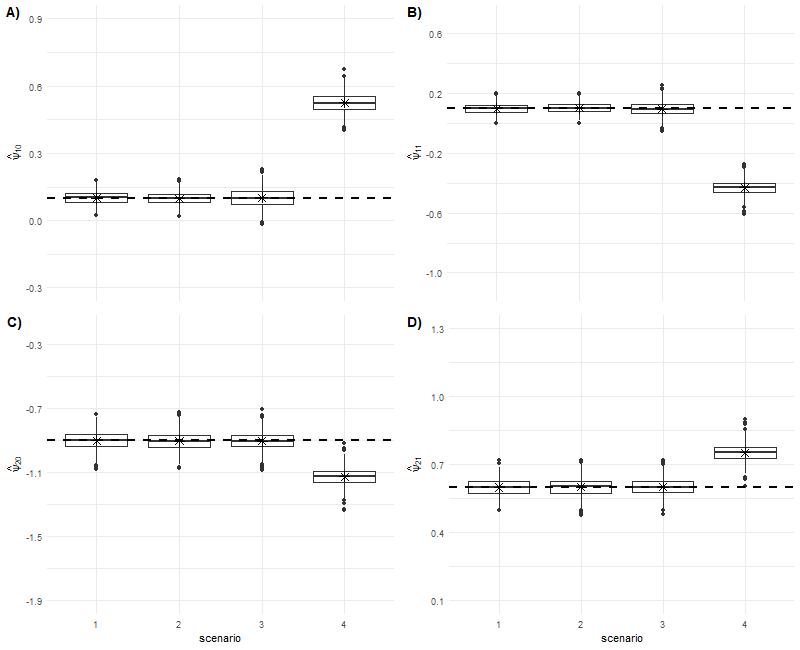 A)
0.9
0.6
0.3
0.0
-0.3
ψ̂10
B)
0.6
0.2
-0.2
-0.6
-1.0
ψ̂11
C)
-0.3
-0.7
-1.1
-1.5
-1.9
ψ̂20
1 2 3 4
scenario
D)
1.3
1.0
0.7
0.4
0.1
ψ̂21
1 2 3 4
scenario